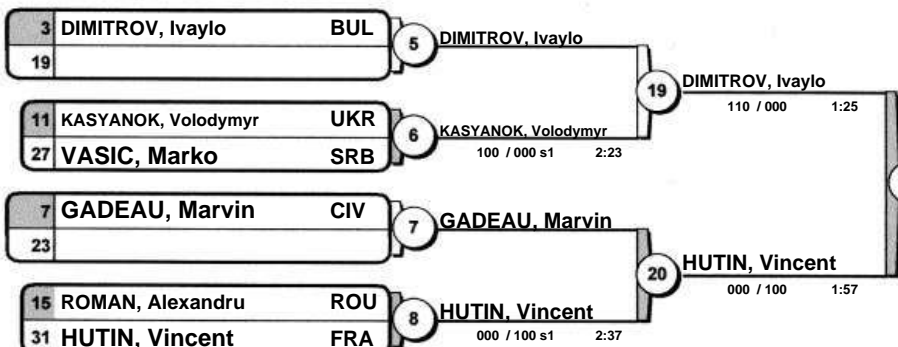 3 DIMITROV, Ivaylo BUL
19
5
DIMITROV, Ivaylo
11 KASYANOK, Volodymyr UKR
27 VASIC, Marko SRB
6
KASYANOK, Volodymyr
100 / 000 s1 2:23
19
DIMITROV, Ivaylo
110 / 000 1:25
7 GADEAU, Marvin CIV
23
7
GADEAU, Marvin
15 ROMAN, Alexandru ROU
31 HUTIN, Vincent FRA
8
HUTIN, Vincent
000 / 100 s1 2:37
20
HUTIN, Vincent
000 / 100 1:57